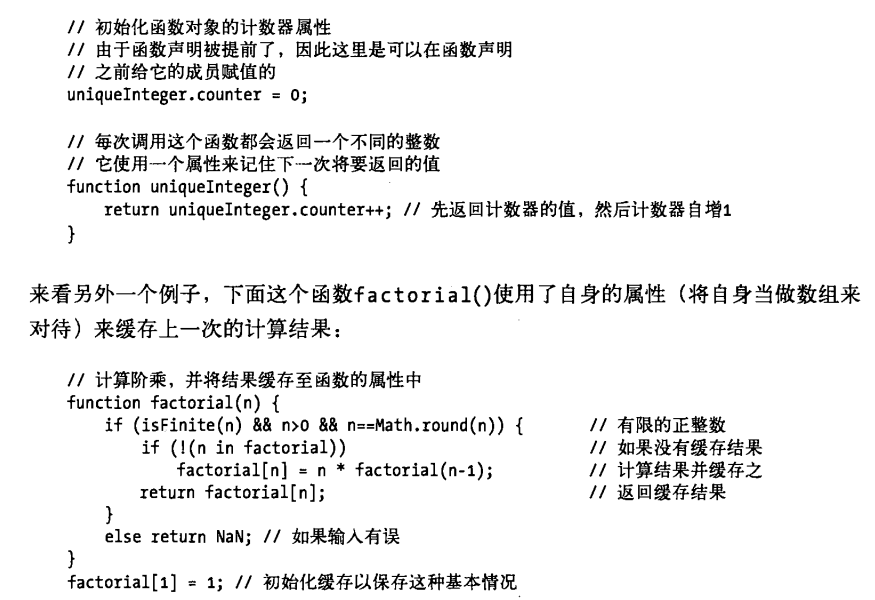 // 初始化函数对象的计数器属性
// 由于函数声明被提前了，因此这里是可以在函数声明
// 之前给它的成员赋值的
uniqueInteger.counter = 0;
// 每次调用这个函数都会返回一个不同的整数
// 它使用一个属性来记住下一次将要返回的值
function uniqueInteger() {
    return uniqueInteger.counter++; // 先返回计数器的值，然后计数器自增1
}
来看另外一个例子，下面这个函数factorial()使用了自身的属性（将自身当做数组来
对待）来缓存上一次的计算结果：
// 计算阶乘，并将结果缓存至函数的属性中
function factorial(n) {
    if (isFinite(n) && n>0 && n==Math.round(n)) { // 有限的正整数
        if (!(n in factorial)) // 如果没有缓存结果
            factorial[n] = n * factorial(n-1); // 计算结果并缓存之
        return factorial[n]; // 返回缓存结果
    }
    else return NaN; // 如果输入有误
}
factorial[1] = 1; // 初始化缓存以保存这种基本情况